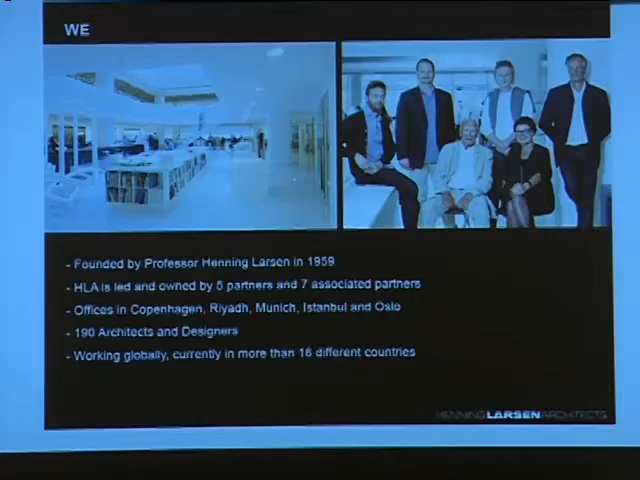 WE
- Founded by Professor Henning Larsen in 1959
- HLA is led and owned by 5 partners and 7 associated partners
- Offices in Copenhagen, Riyadh, Munich, Istanbul and Oslo
- 190 Architects and Designers
- Working globally, currently in more than 16 different countries
HENNING LARSEN ARCHITECTS